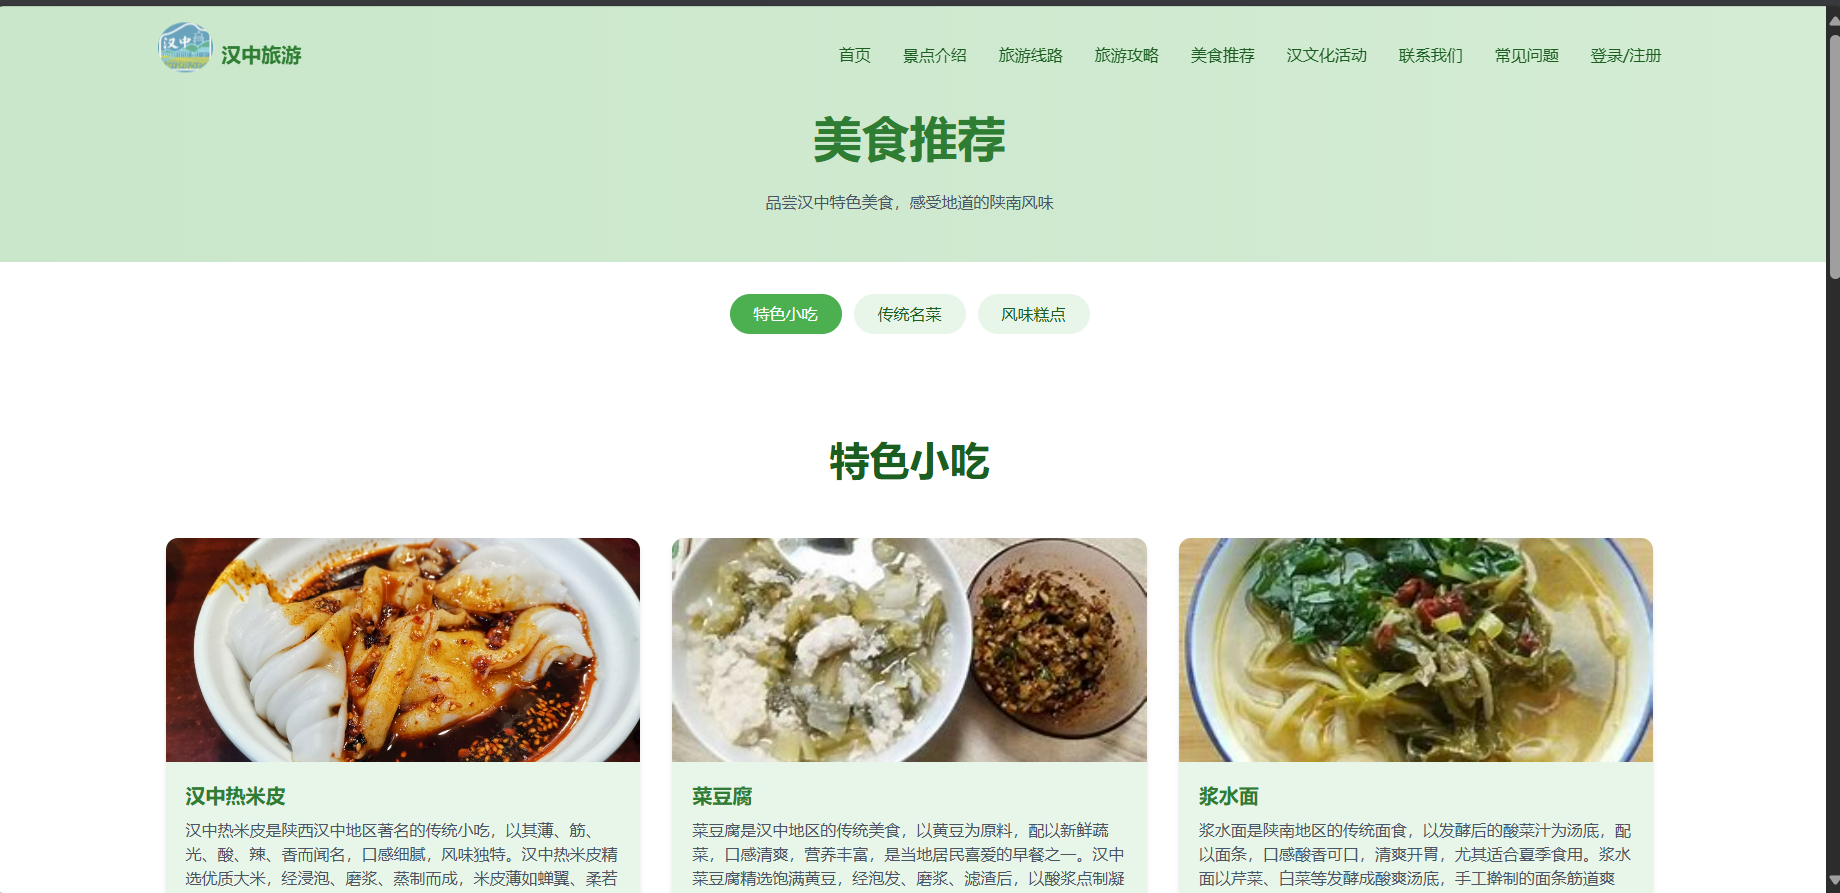 汉中
汉中旅游
首页 景点介绍 旅游线路 旅游攻略 美食推荐 汉文化活动 联系我们 常见问题 登录/注册
美食推荐
品尝汉中特色美食，感受地道的陕南风味
特色小吃 传统名菜 风味糕点
特色小吃
汉中热米皮
汉中热米皮是陕西汉中地区著名的传统小吃，以其薄、筋、
光、酸、辣、香而闻名，口感细腻，风味独特。汉中热米皮精
选优质大米，经浸泡、磨浆、蒸制而成，米皮薄如蝉翼、柔若
菜豆腐
菜豆腐是汉中地区的传统美食，以黄豆为原料，配以新鲜蔬
菜，口感清爽，营养丰富，是当地居民喜爱的早餐之一。汉中
菜豆腐精选饱满黄豆，经泡发、磨浆、滤渣后，以酸浆点制凝
浆水面
浆水面是陕南地区的传统面食，以发酵后的酸菜汁为汤底，配
以面条，口感酸香可口，清爽开胃，尤其适合夏季食用。浆水
面以芹菜、白菜等发酵成酸爽汤底，手工擀制的面条筋道爽